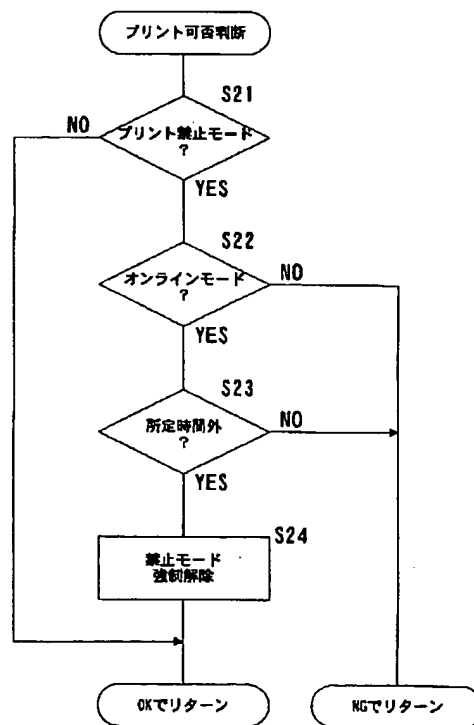 プリント可否判断
S21
NO
プリント禁止モード
?
YES
S22
オンラインモード
?
NO
YES
S23
所定時間外
?
NO
YES
S24
禁止モード
強制解除
OKでリターン
NGでリターン